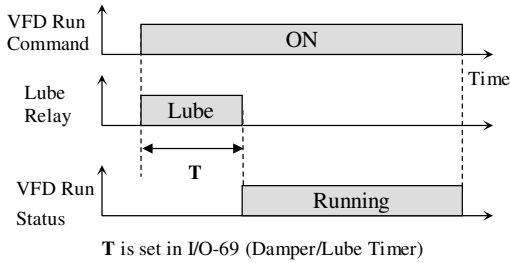 VFD Run
Command
ON
Time
Lube
Relay
Lube
T
VFD Run
Status
Running
T is set in I/O-69 (Damper/Lube Timer)